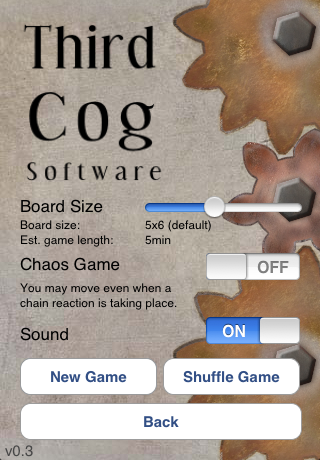 Third
Cog
Software
Board Size
Board size: 5x6 (default)
Est. game length: 5min
Chaos Game OFF
You may move even when a
chain reaction is taking place.
Sound ON
New Game Shuffle Game
Back
v0.3